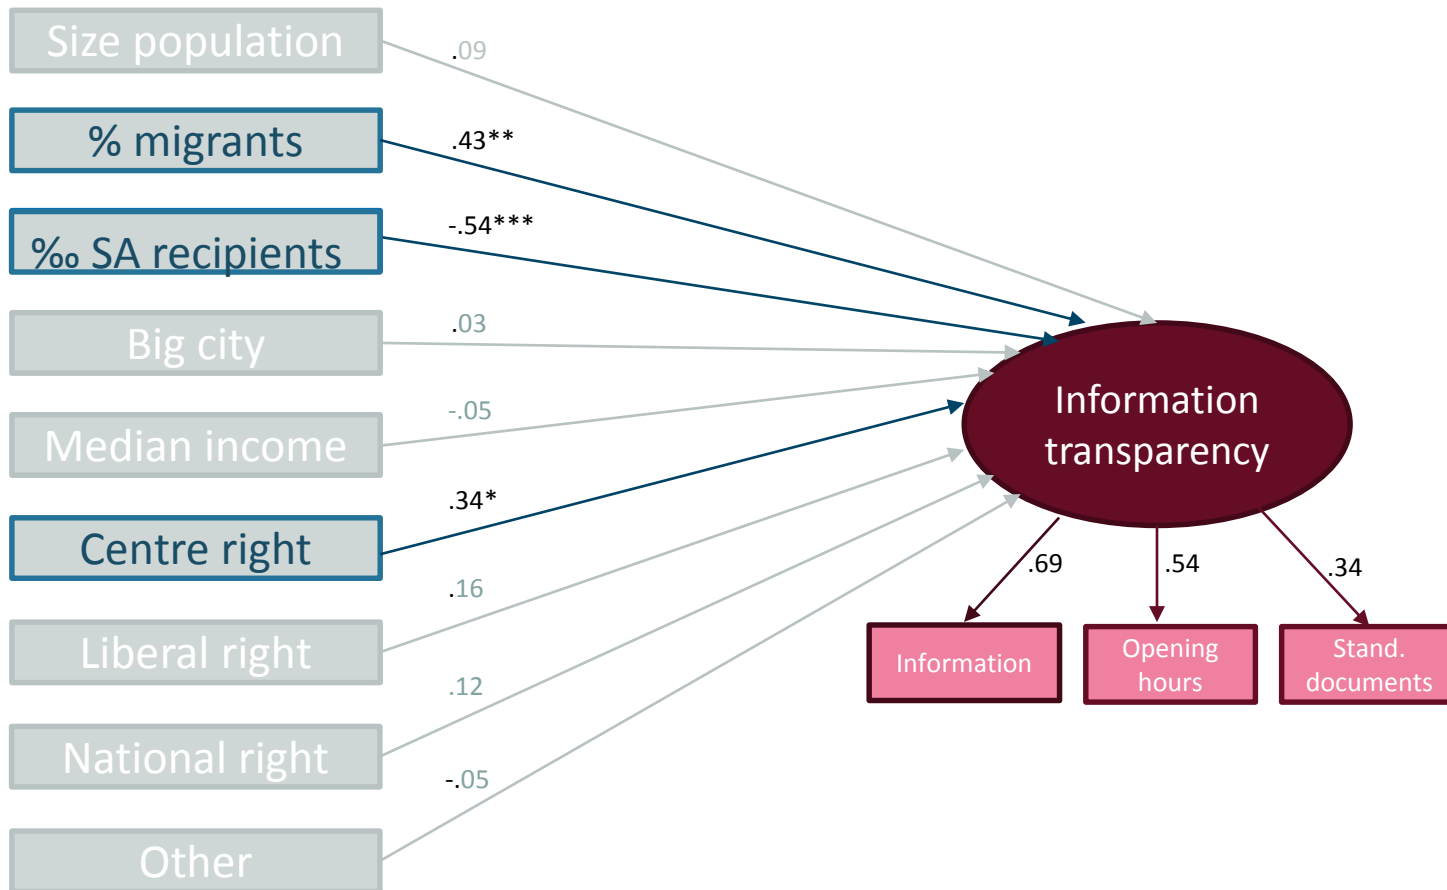 Size population
.09
% migrants
.43**
‰ SA recipients
-.54***
Big city
.03
Median income
-.05
Centre right
.34*
Liberal right
.16
National right
.12
Other
-.05
Information
transparency
.69
.54
.34
Information
Opening
hours
Stand.
documents